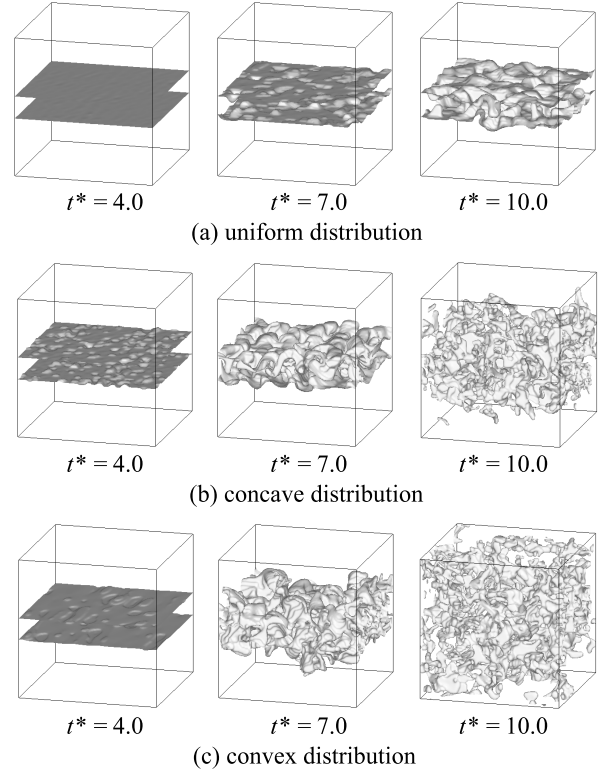 t* = 4.0 t* = 7.0 t* = 10.0
(a) uniform distribution
t* = 4.0 t* = 7.0 t* = 10.0
(b) concave distribution
t* = 4.0 t* = 7.0 t* = 10.0
(c) convex distribution